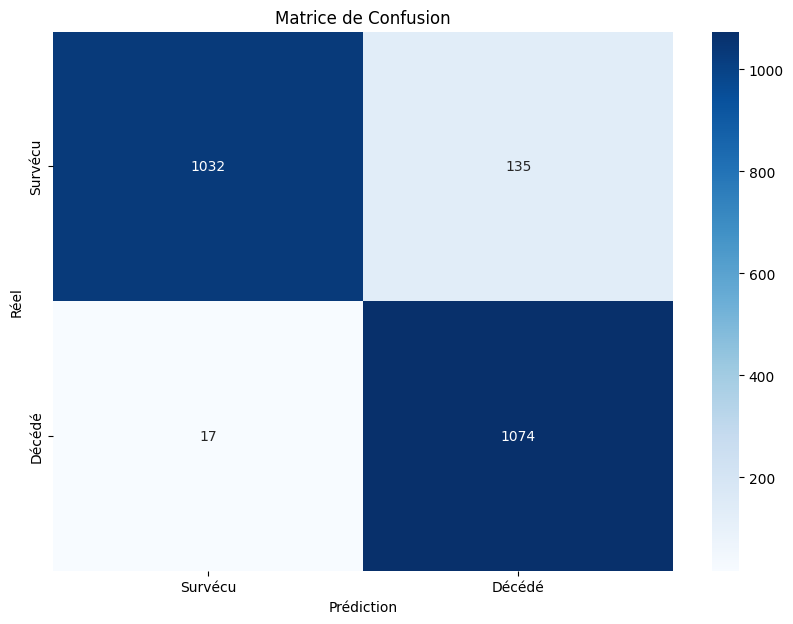 Matrice de Confusion
Réel
Survécu
1032
135
Décédé
17
1074
Survécu
Décédé
Prédiction
1000
800
600
400
200